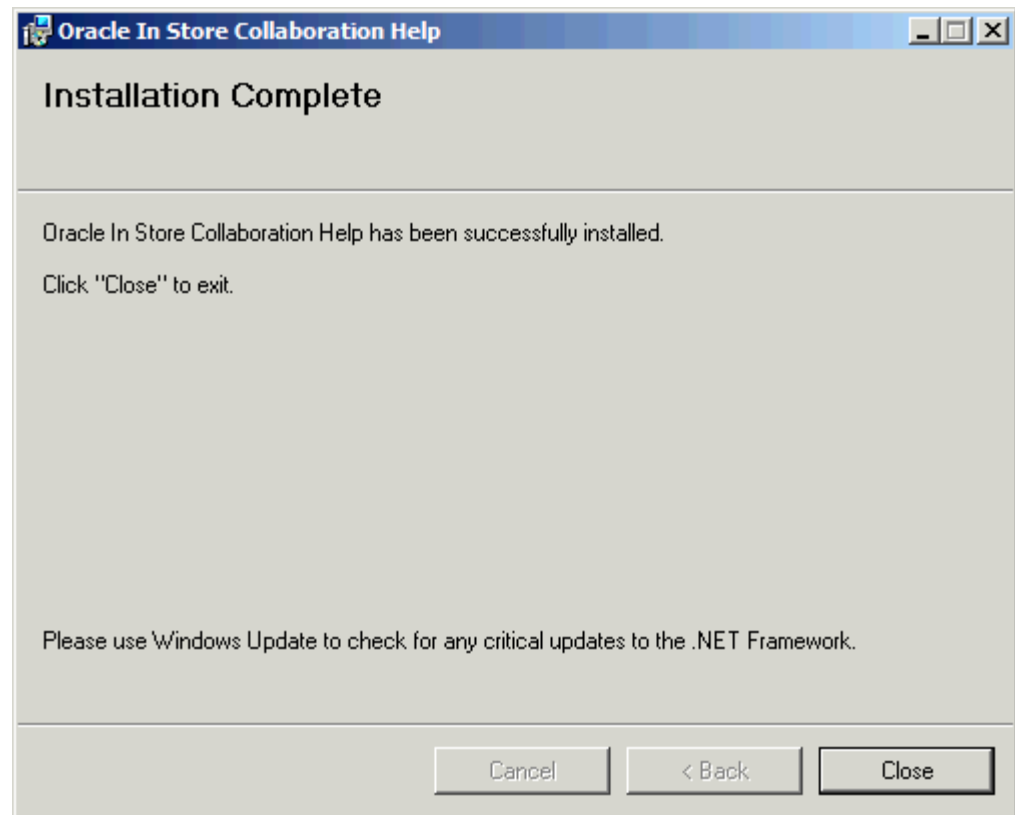 Oracle In Store Collaboration Help
Installation Complete
Oracle In Store Collaboration Help has been successfully installed.
Click "Close" to exit.
Please use Windows Update to check for any critical updates to the .NET Framework.
Cancel
< Back
Close